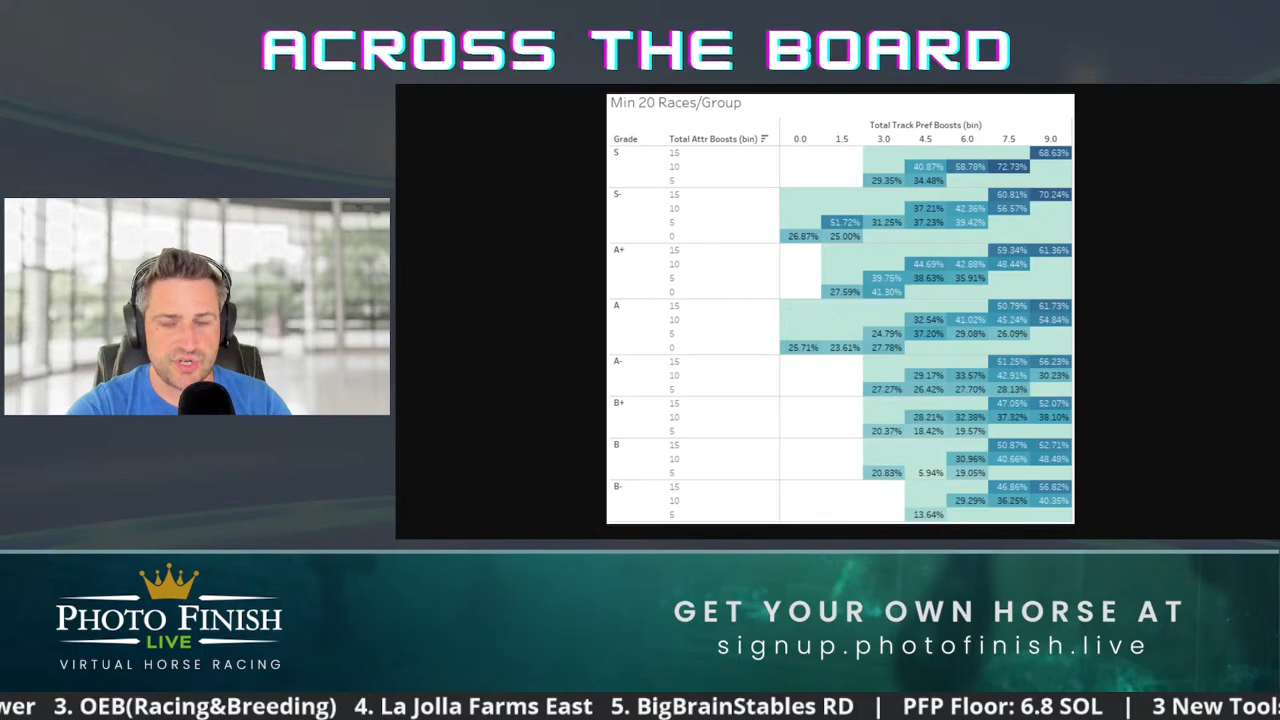 ACROSS THE BOARD
Min 20 Races/Group
Total Track Pref Boosts (bin)
Grade Total Attr Boosts (bin) 0.0 1.5 3.0 4.5 6.0 7.5 9.0
S 15 68.63%
10 40.87% 58.78% 72.73%
5 29.35% 34.48%
S- 15 60.81% 70.24%
10 37.21% 42.36% 56.57%
5 51.72% 31.25% 37.23% 39.42%
0 26.87% 25.00%
A+ 15 59.34% 61.36%
10 44.69% 42.88% 48.44%
5 39.75% 38.63% 35.91%
0 27.59% 41.30%
A 15 50.79% 61.73%
10 32.54% 41.02% 45.24% 54.84%
5 24.79% 37.20% 29.08% 26.09%
0 25.71% 23.61% 27.78%
A- 15 51.25% 56.23%
10 29.17% 33.57% 42.91% 30.23%
5 27.27% 26.42% 27.70% 28.13%
B+ 15 47.05% 52.07%
10 28.21% 32.38% 37.32% 38.10%
5 20.37% 18.42% 19.57%
B 15 50.87% 52.71%
10 30.96% 40.66% 48.48%
5 20.83% 5.94% 19.05%
B- 15 46.86% 56.82%
10 29.29% 36.25% 40.35%
5 13.64%
PHOTO FINISH
LIVE
VIRTUAL HORSE RACING
GET YOUR OWN HORSE AT
signup.photofinish.live
wer 3. OEB(Racing&Breeding) 4. La Jolla Farms East 5. BigBrainStables RD | PFP Floor: 6.8 SOL | 3 New Tools